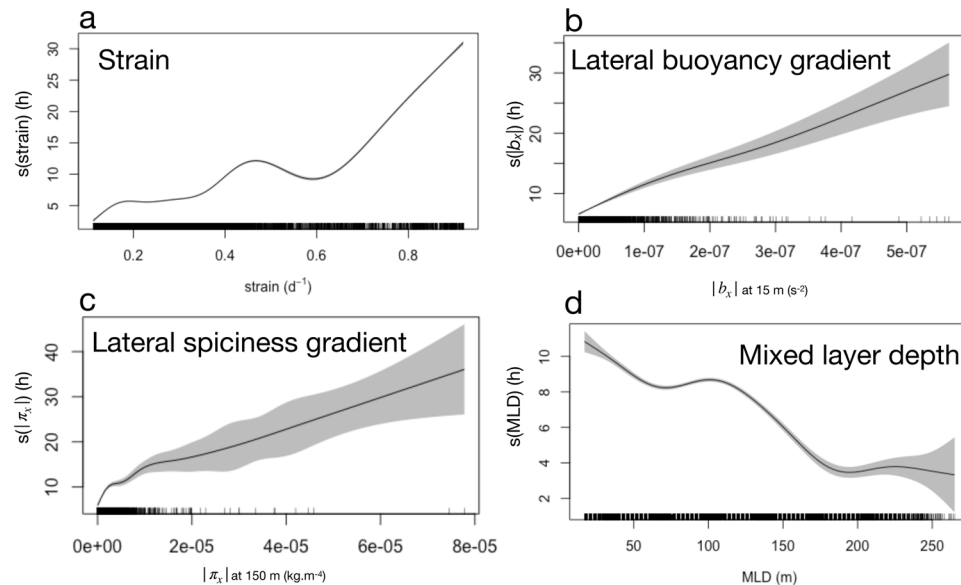 a
Strain
s(strain) (h)
30
25
20
15
10
5
0.2 0.4 0.6 0.8
strain (d⁻¹)
b
Lateral buoyancy gradient
s(|bₓ|) (h)
30
20
10
0e+00 1e-07 2e-07 3e-07 4e-07 5e-07
|bₓ| at 15 m (s⁻²)
c
Lateral spiciness gradient
s(|πₓ|) (h)
40
30
20
10
0e+00 2e-05 4e-05 6e-05 8e-05
|πₓ| at 150 m (kg.m⁻⁴)
d
Mixed layer depth
s(MLD) (h)
10
8
6
4
2
50 100 150 200 250
MLD (m)